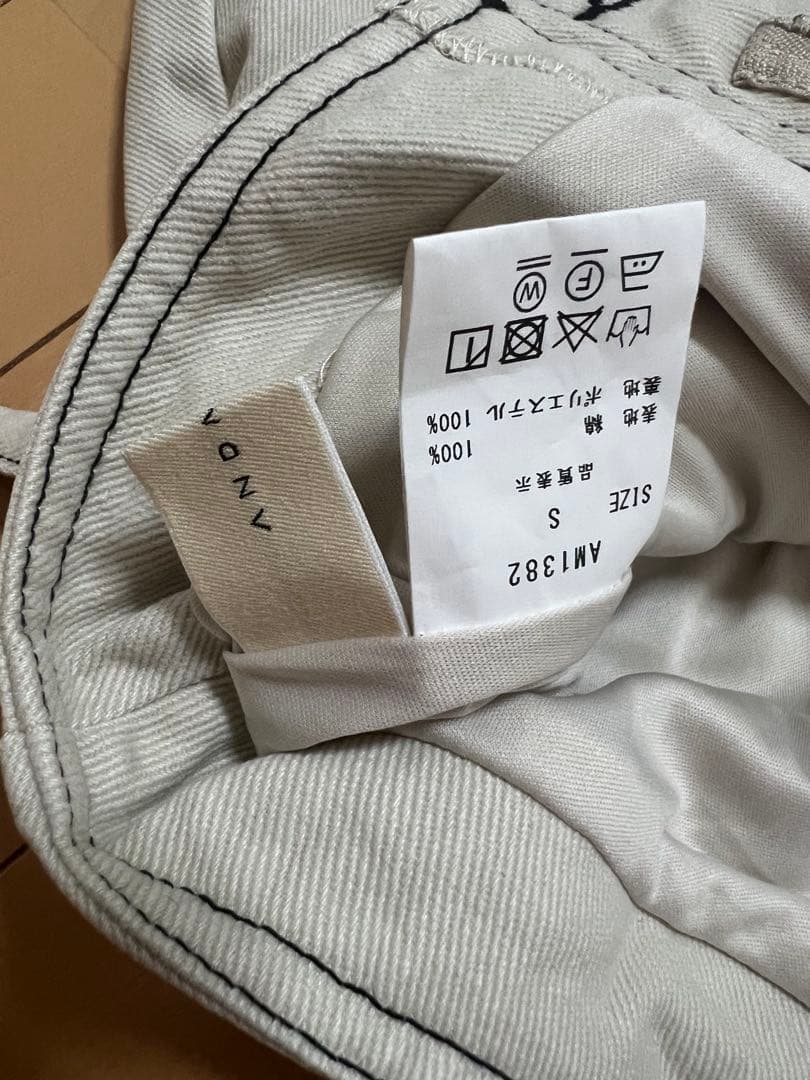 AM1382
SIZE S
品質表示
表地 綿 100%
裏地 ポリエステル 100%
W F